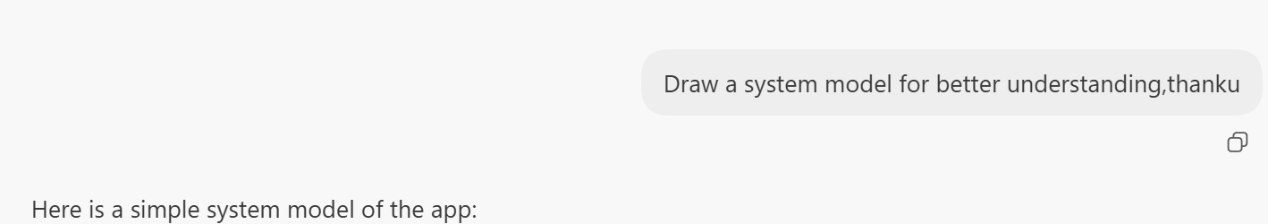 Draw a system model for better understanding,thanku
Here is a simple system model of the app: